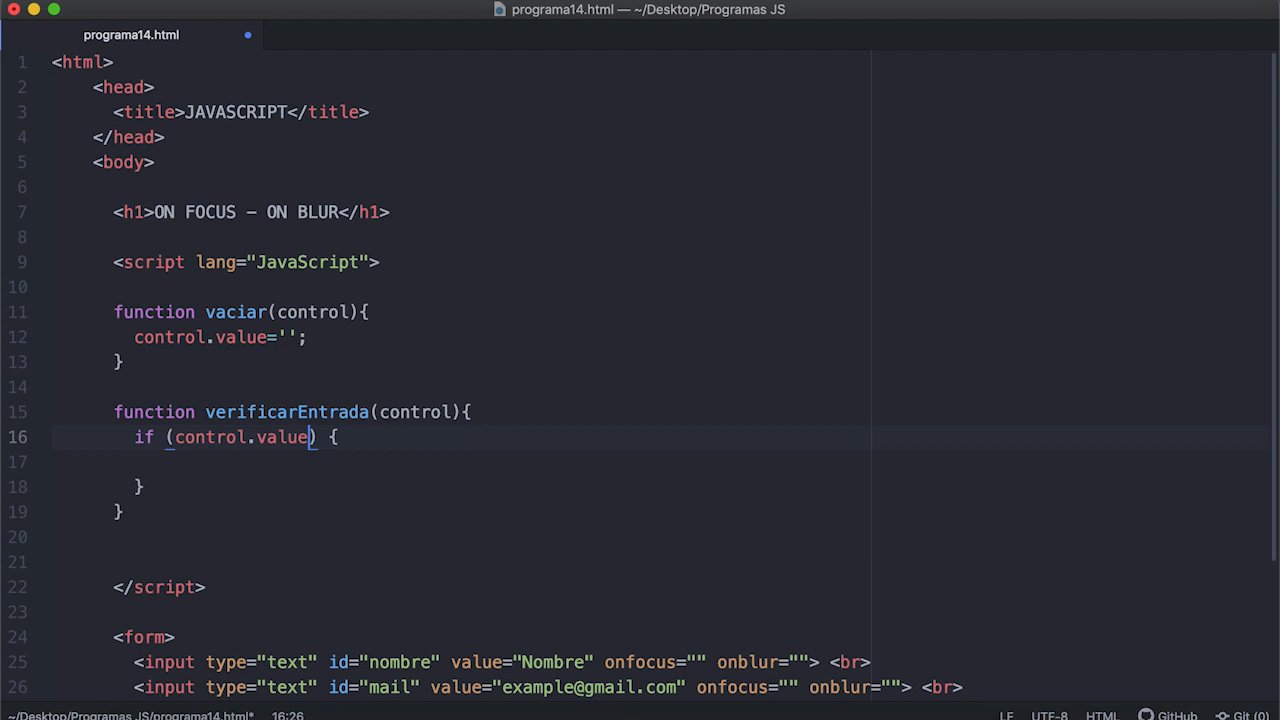 programa14.html — ~/Desktop/Programas JS
programa14.html
1 <html>
2 <head>
3 <title>JAVASCRIPT</title>
4 </head>
5 <body>
6
7 <h1>ON FOCUS - ON BLUR</h1>
8
9 <script lang="JavaScript">
10
11 function vaciar(control){
12 control.value='';
13 }
14
15 function verificarEntrada(control){
16 if (control.value) {
17
18 }
19 }
20
21
22 </script>
23
24 <form>
25 <input type="text" id="nombre" value="Nombre" onfocus="" onblur=""> <br>
26 <input type="text" id="mail" value="example@gmail.com" onfocus="" onblur=""> <br>
~/Desktop/Programas JS/programa14.html* 16:26 LF UTF-8 HTML GitHub Git (0)